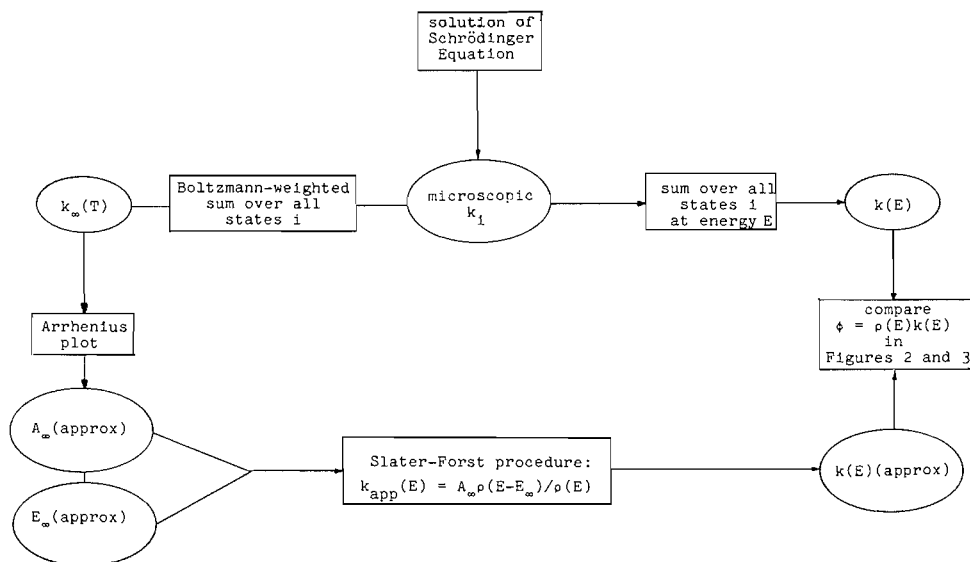 solution of
Schrödinger
Equation
k∞(T)
Boltzmann-weighted
sum over all
states i
microscopic
ki
sum over all
states i
at energy E
k(E)
Arrhenius
plot
compare
ϕ = ρ(E)k(E)
in
Figures 2 and 3
A∞(approx)
E∞(approx)
Slater-Forst procedure:
kapp(E) = A∞ρ(E-E∞)/ρ(E)
k(E)(approx)